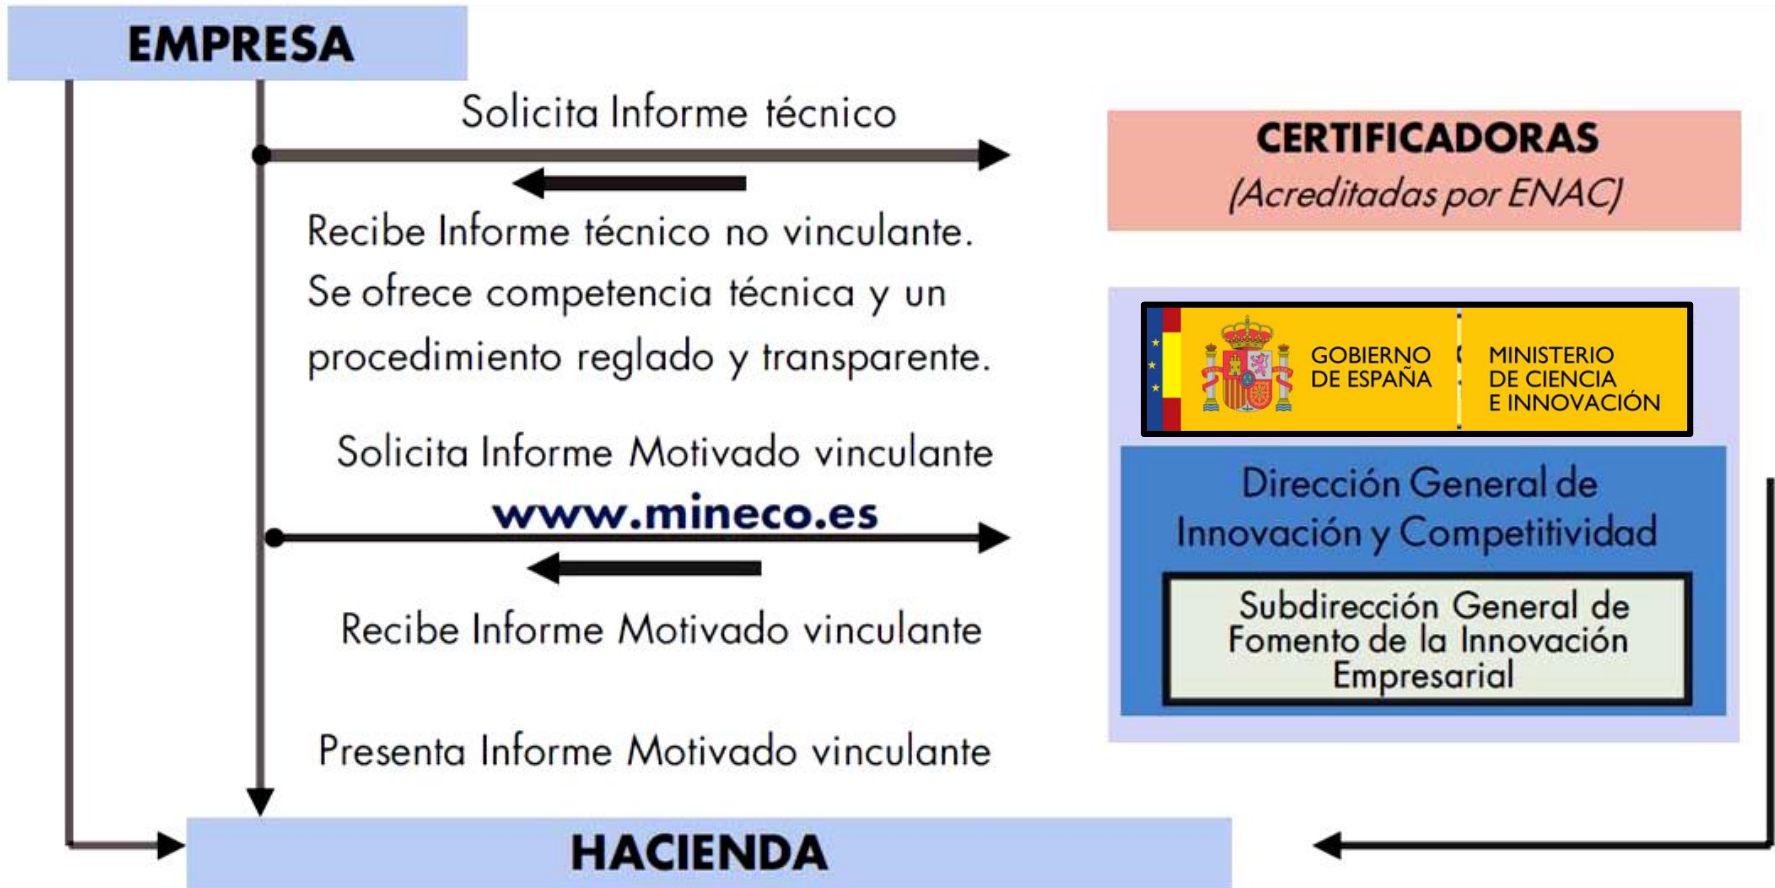 EMPRESA
Solicita Informe técnico
CERTIFICADORAS
(Acreditadas por ENAC)
Recibe Informe técnico no vinculante.
Se ofrece competencia técnica y un
procedimiento reglado y transparente.
GOBIERNO
DE ESPAÑA
MINISTERIO
DE CIENCIA
E INNOVACIÓN
Solicita Informe Motivado vinculante
www.mineco.es
Dirección General de
Innovación y Competitividad
Subdirección General de
Fomento de la Innovación
Empresarial
Recibe Informe Motivado vinculante
Presenta Informe Motivado vinculante
HACIENDA